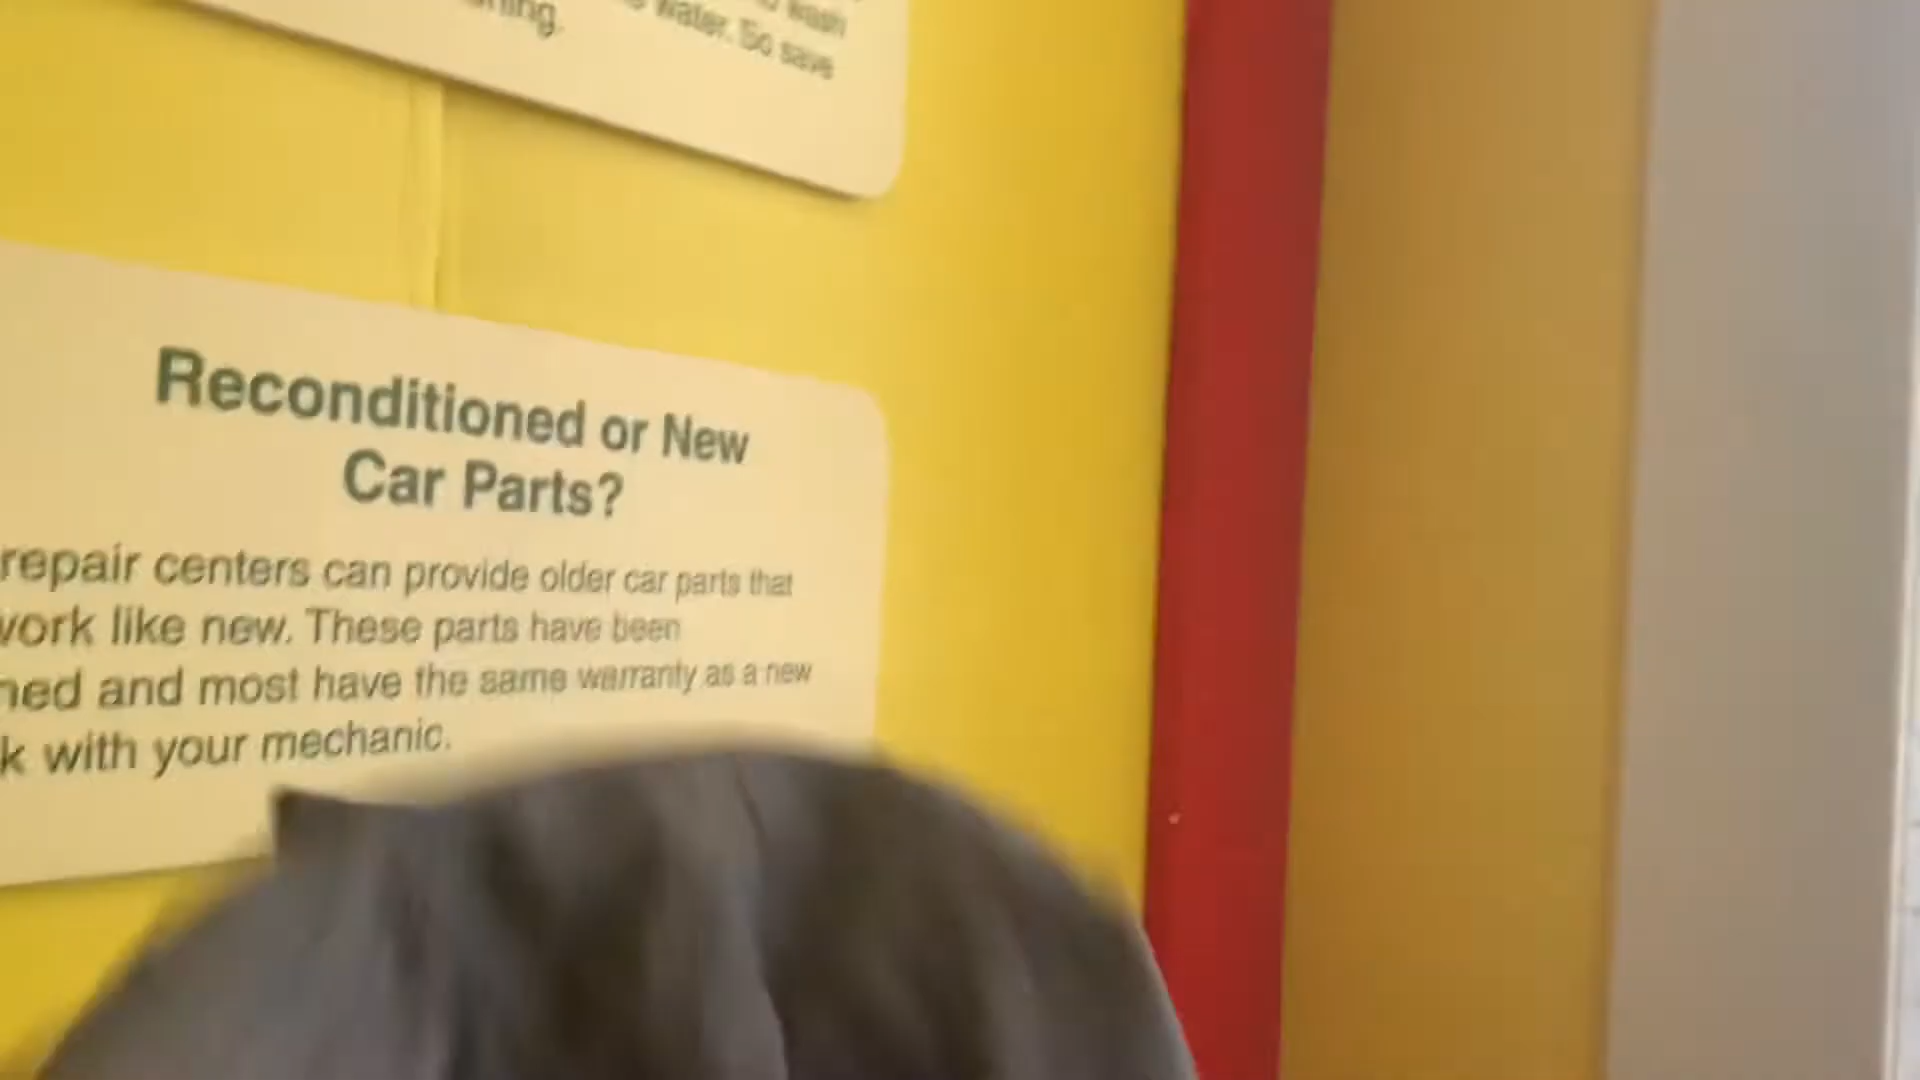 wash
water. So save
Reconditioned or New
Car Parts?
repair centers can provide older car parts that
work like new. These parts have been
and most have the same warranty as a new
with your mechanic.